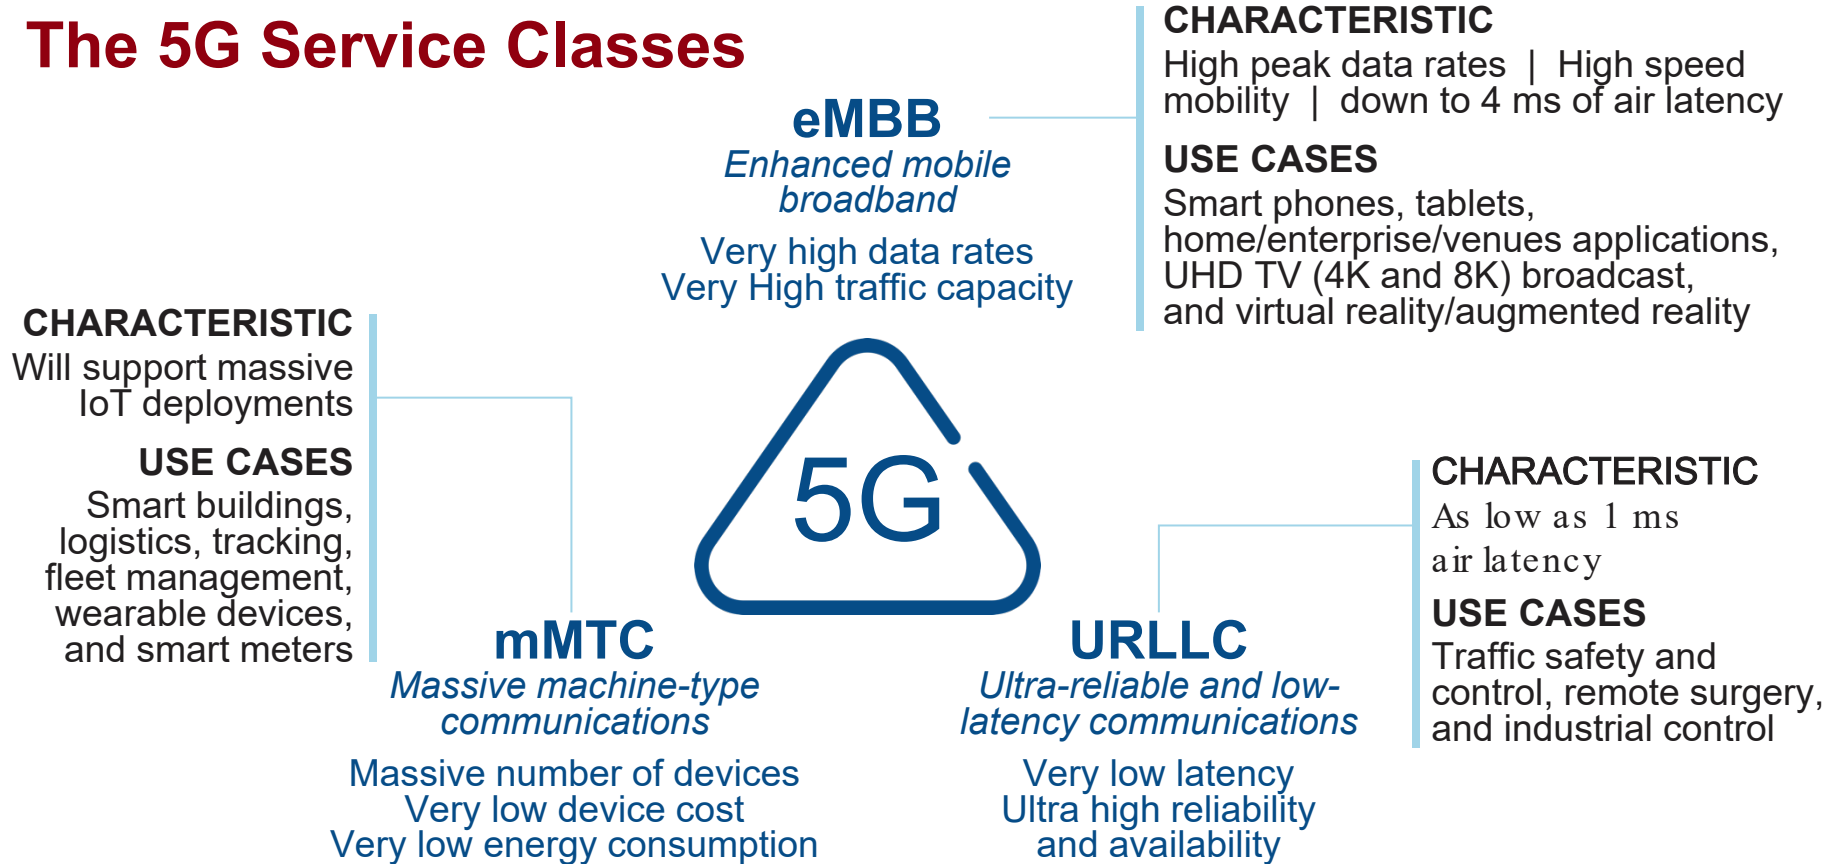 The 5G Service Classes
eMBB
Enhanced mobile
broadband
Very high data rates
Very High traffic capacity
CHARACTERISTIC
High peak data rates | High speed
mobility | down to 4 ms of air latency
USE CASES
Smart phones, tablets,
home/enterprise/venues applications,
UHD TV (4K and 8K) broadcast,
and virtual reality/augmented reality
CHARACTERISTIC
Will support massive
IoT deployments
USE CASES
Smart buildings,
logistics, tracking,
fleet management,
wearable devices,
and smart meters
5G
mMTC
Massive machine-type
communications
Massive number of devices
Very low device cost
Very low energy consumption
URLLC
Ultra-reliable and low-
latency communications
Very low latency
Ultra high reliability
and availability
CHARACTERISTIC
As low as 1 ms
air latency
USE CASES
Traffic safety and
control, remote surgery,
and industrial control